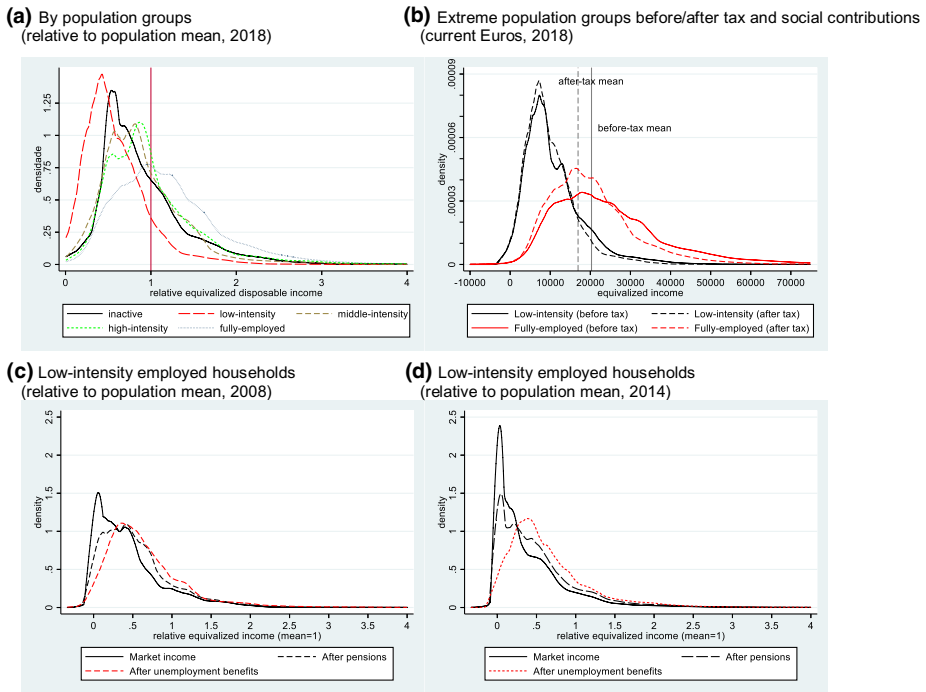 (a) By population groups
(relative to population mean, 2018)
densidade
1.25
1
.75
.5
.25
0
0 1 2 3 4
relative equivalized disposable income
inactive low-intensity middle-intensity
high-intensity fully-employed
(b) Extreme population groups before/after tax and social contributions
(current Euros, 2018)
density
.00009
.00006
.00003
0
after-tax mean
before-tax mean
-10000 0 10000 20000 30000 40000 50000 60000 70000
equivalized income
Low-intensity (before tax) Low-intensity (after tax)
Fully-employed (before tax) Fully-employed (after tax)
(c) Low-intensity employed households
(relative to population mean, 2008)
density
2.5
2
1.5
1
.5
0
0 .5 1 1.5 2 2.5 3 3.5 4
relative equivalized income (mean=1)
Market income After pensions
After unemployment benefits
(d) Low-intensity employed households
(relative to population mean, 2014)
density
2.5
2
1.5
1
.5
0
0 .5 1 1.5 2 2.5 3 3.5 4
relative equivalized income (mean=1)
Market income After pensions
After unemployment benefits